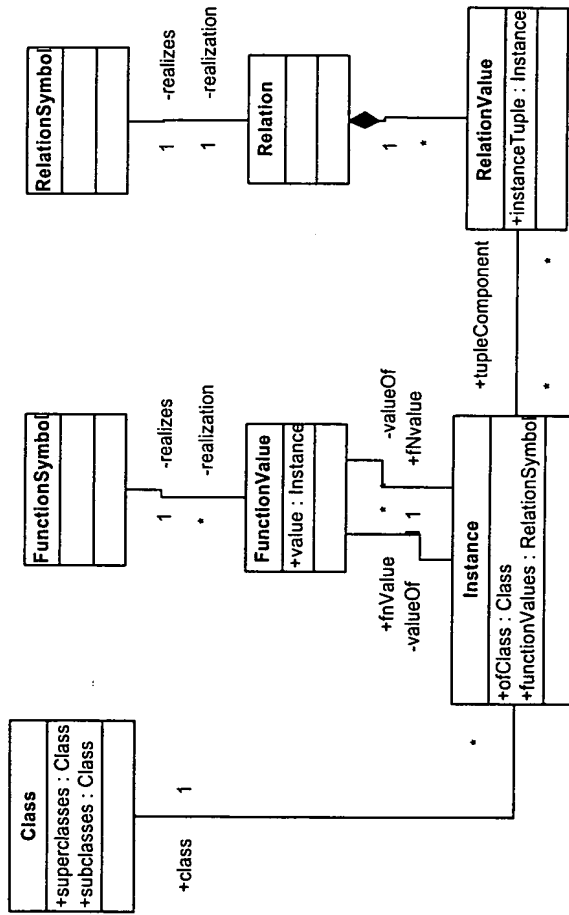 Class
+superclasses : Class
+subclasses : Class
+class
1
*
FunctionSymbol
-realizes
1
*
-realization
FunctionValue
+value : Instance
+fnValue
-valueOf
*
1
-valueOf
+fNvalue
Instance
+ofClass : Class
+functionValues : RelationSymbol
RelationSymbol
-realizes
1
1
-realization
Relation
1
*
RelationValue
+instanceTuple : Instance
+tupleComponent
*
*